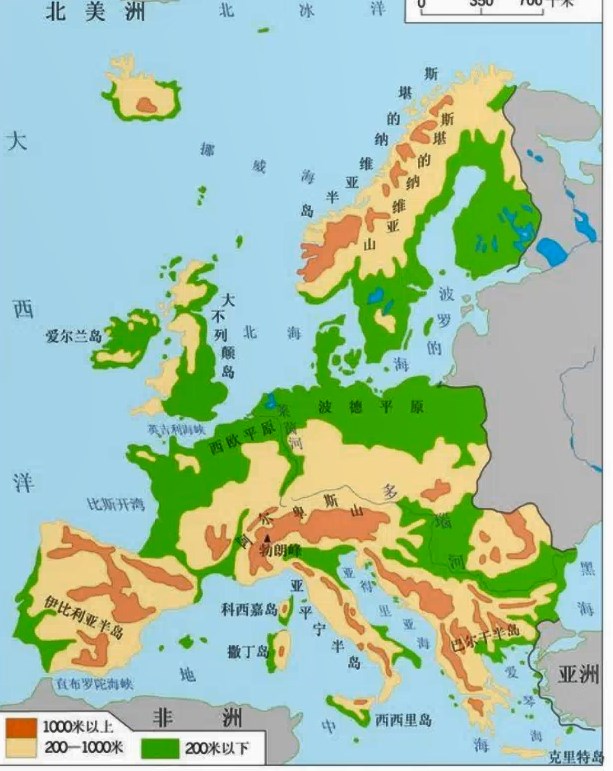 北美洲
北冰洋
0 350 700千米
大西洋
挪威海
斯堪的纳维亚半岛
斯堪的纳维亚山
波罗的海
北海
大不列颠岛
爱尔兰岛
英吉利海峡
莱茵河
波德平原
西欧平原
比斯开湾
多瑙河
阿尔卑斯山
勃朗峰
黑海
伊比利亚半岛
科西嘉岛
撒丁岛
亚平宁半岛
亚得里亚海
巴尔干半岛
爱琴海
亚洲
直布罗陀海峡
地中海
非洲
西西里岛
克里特岛
1000米以上
200—1000米
200米以下